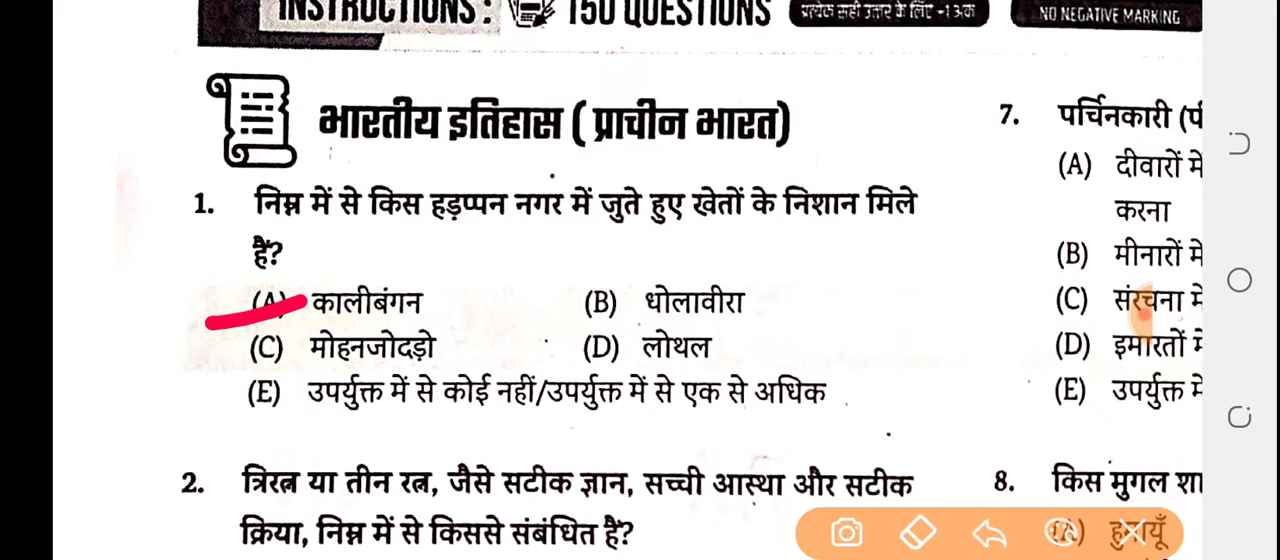 INSTRUCTIONS :
150 QUESTIONS
प्रत्येक सही उत्तर के लिए +1 अंक
NO NEGATIVE MARKING
भारतीय इतिहास ( प्राचीन भारत)
1. निम्न में से किस हड़प्पन नगर में जुते हुए खेतों के निशान मिले
हैं?
(A) कालीबंगन (B) धोलावीरा
(C) मोहनजोदड़ो (D) लोथल
(E) उपर्युक्त में से कोई नहीं/उपर्युक्त में से एक से अधिक
2. त्रिरत्न या तीन रत्न, जैसे सटीक ज्ञान, सच्ची आस्था और सटीक
क्रिया, निम्न में से किससे संबंधित हैं?
7. पर्चिनकारी (
(A) दीवारों में
करना
(B) मीनारों में
(C) संरचना में
(D) इमारतों में
(E) उपर्युक्त में
8. किस मुगल
(A) हुमायूँ